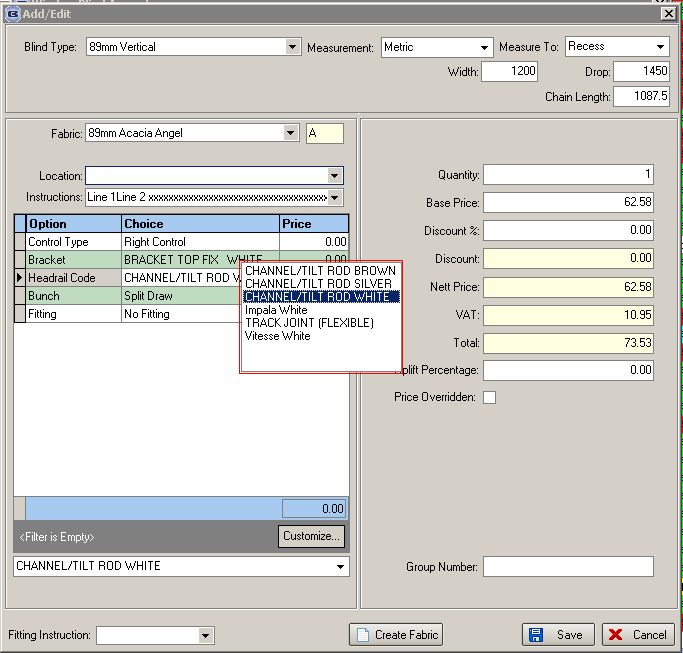 Add/Edit
Blind Type: 89mm Vertical Measurement: Metric Measure To: Recess
Width: 1200 Drop: 1450
Chain Length: 1087.5
Fabric: 89mm Acacia Angel A
Location:
Instructions: Line 1Line 2 xxxxxxxxxxxxxxxxxxxxxxxxxxxxxxxxxxx
Option Choice Price
Control Type Right Control 0.00
Bracket BRACKET TOP FIX WHITE 0.00
Headrail Code CHANNEL/TILT ROD
Bunch Split Draw
Fitting No Fitting
CHANNEL/TILT ROD BROWN
CHANNEL/TILT ROD SILVER
CHANNEL/TILT ROD WHITE
Impala White
TRACK JOINT (FLEXIBLE)
Vitesse White
0.00
<Filter is Empty> Customize...
CHANNEL/TILT ROD WHITE
Quantity: 1
Base Price: 62.58
Discount %: 0.00
Discount: 0.00
Nett Price: 62.58
VAT: 10.95
Total: 73.53
plift Percentage: 0.00
Price Overridden:
Group Number:
Fitting Instruction: Create Fabric Save Cancel